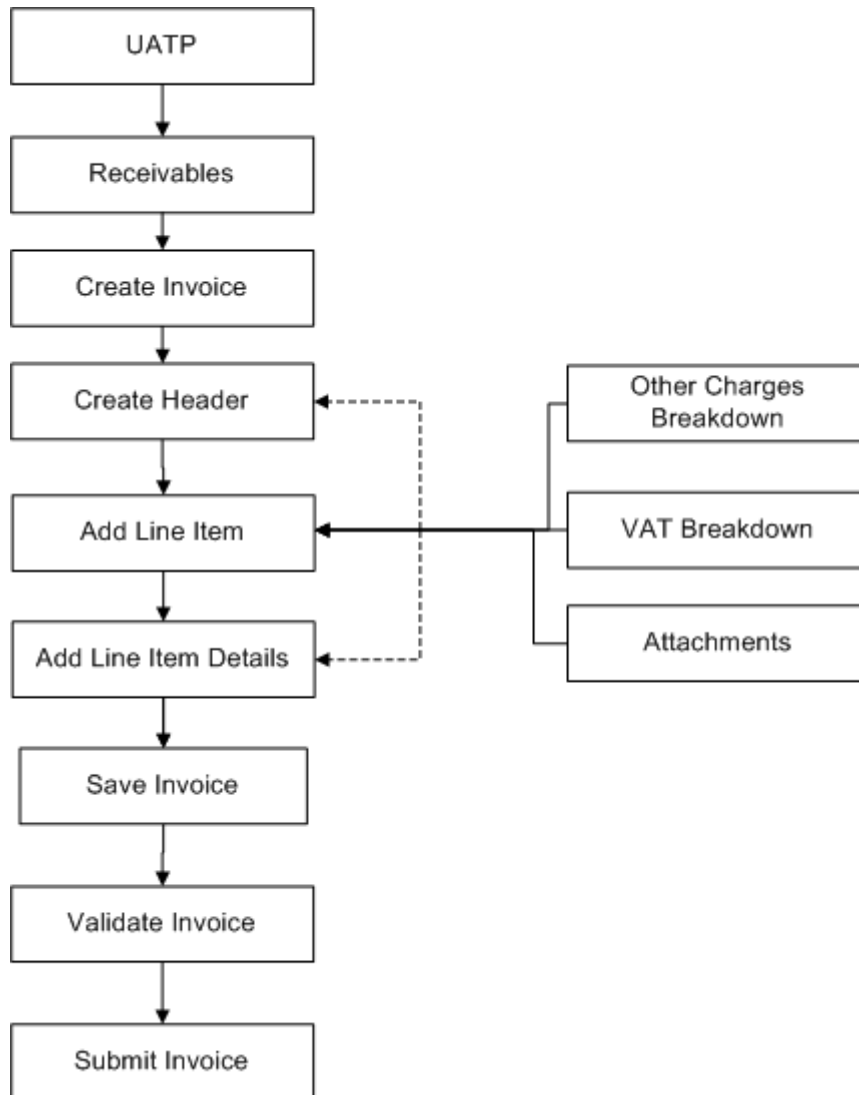 UATP
Receivables
Create Invoice
Create Header
Add Line Item
Add Line Item Details
Save Invoice
Validate Invoice
Submit Invoice
Other Charges
Breakdown
VAT Breakdown
Attachments